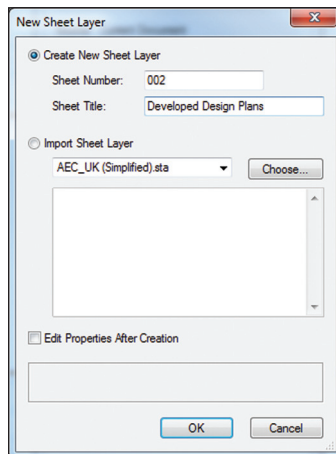 New Sheet Layer
Create New Sheet Layer
Sheet Number: 002
Sheet Title: Developed Design Plans
Import Sheet Layer
AEC_UK (Simplified).sta Choose...
Edit Properties After Creation
OK Cancel